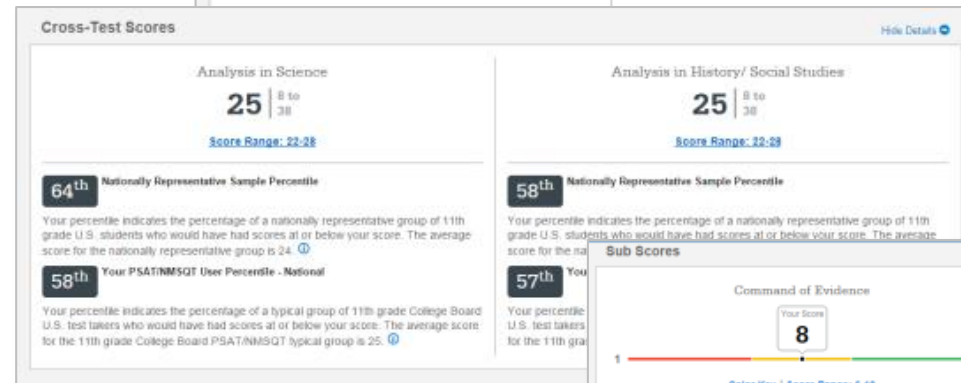 Cross-Test Scores
Hide Details
Analysis in Science
25 8 to 38
Score Range: 22-28
64th Nationally Representative Sample Percentile
Your percentile indicates the percentage of a nationally representative group of 11th
grade U.S. students who would have had scores at or below your score. The average
score for the nationally representative group is 24.
58th Your PSAT/NMSQT User Percentile - National
Your percentile indicates the percentage of a typical group of 11th grade College Board
U.S. test takers who would have had scores at or below your score. The average score
for the 11th grade College Board PSAT/NMSQT typical group is 25.
Analysis in History/ Social Studies
25 8 to 38
Score Range: 22-28
58th Nationally Representative Sample Percentile
Your percentile indicates the percentage of a nationally representative group of 11th
grade U.S. students who would have had scores at or below your score. The average
score for the na
57th You
Your percentile
U.S. test takers
for the 11th gra
Sub Scores
Command of Evidence
Your Score
8
1